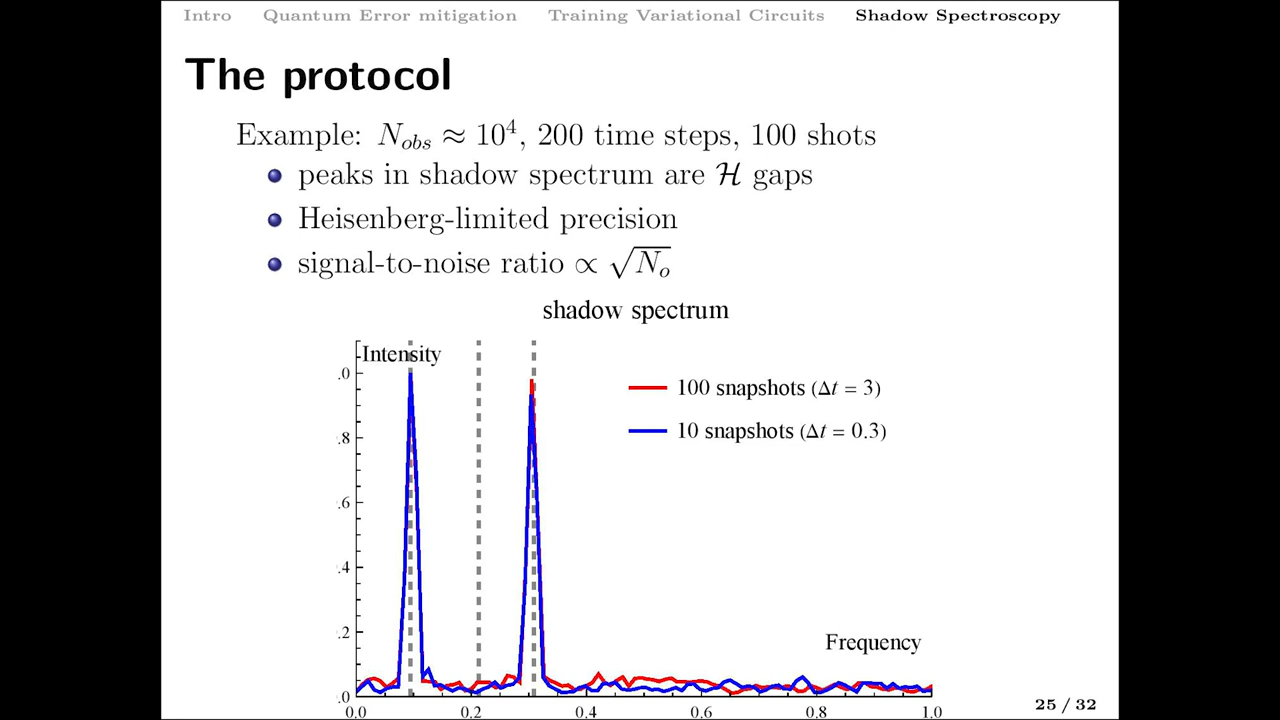 Intro Quantum Error mitigation Training Variational Circuits Shadow Spectroscopy
The protocol
Example: N_obs ≈ 10^4, 200 time steps, 100 shots
peaks in shadow spectrum are ℋ gaps
Heisenberg-limited precision
signal-to-noise ratio ∝ √N_o
shadow spectrum
Intensity
.0
100 snapshots (Δt = 3)
.8
10 snapshots (Δt = 0.3)
.6
.4
.2
Frequency
.0
0.0 0.2 0.4 0.6 0.8 1.0
25 / 32